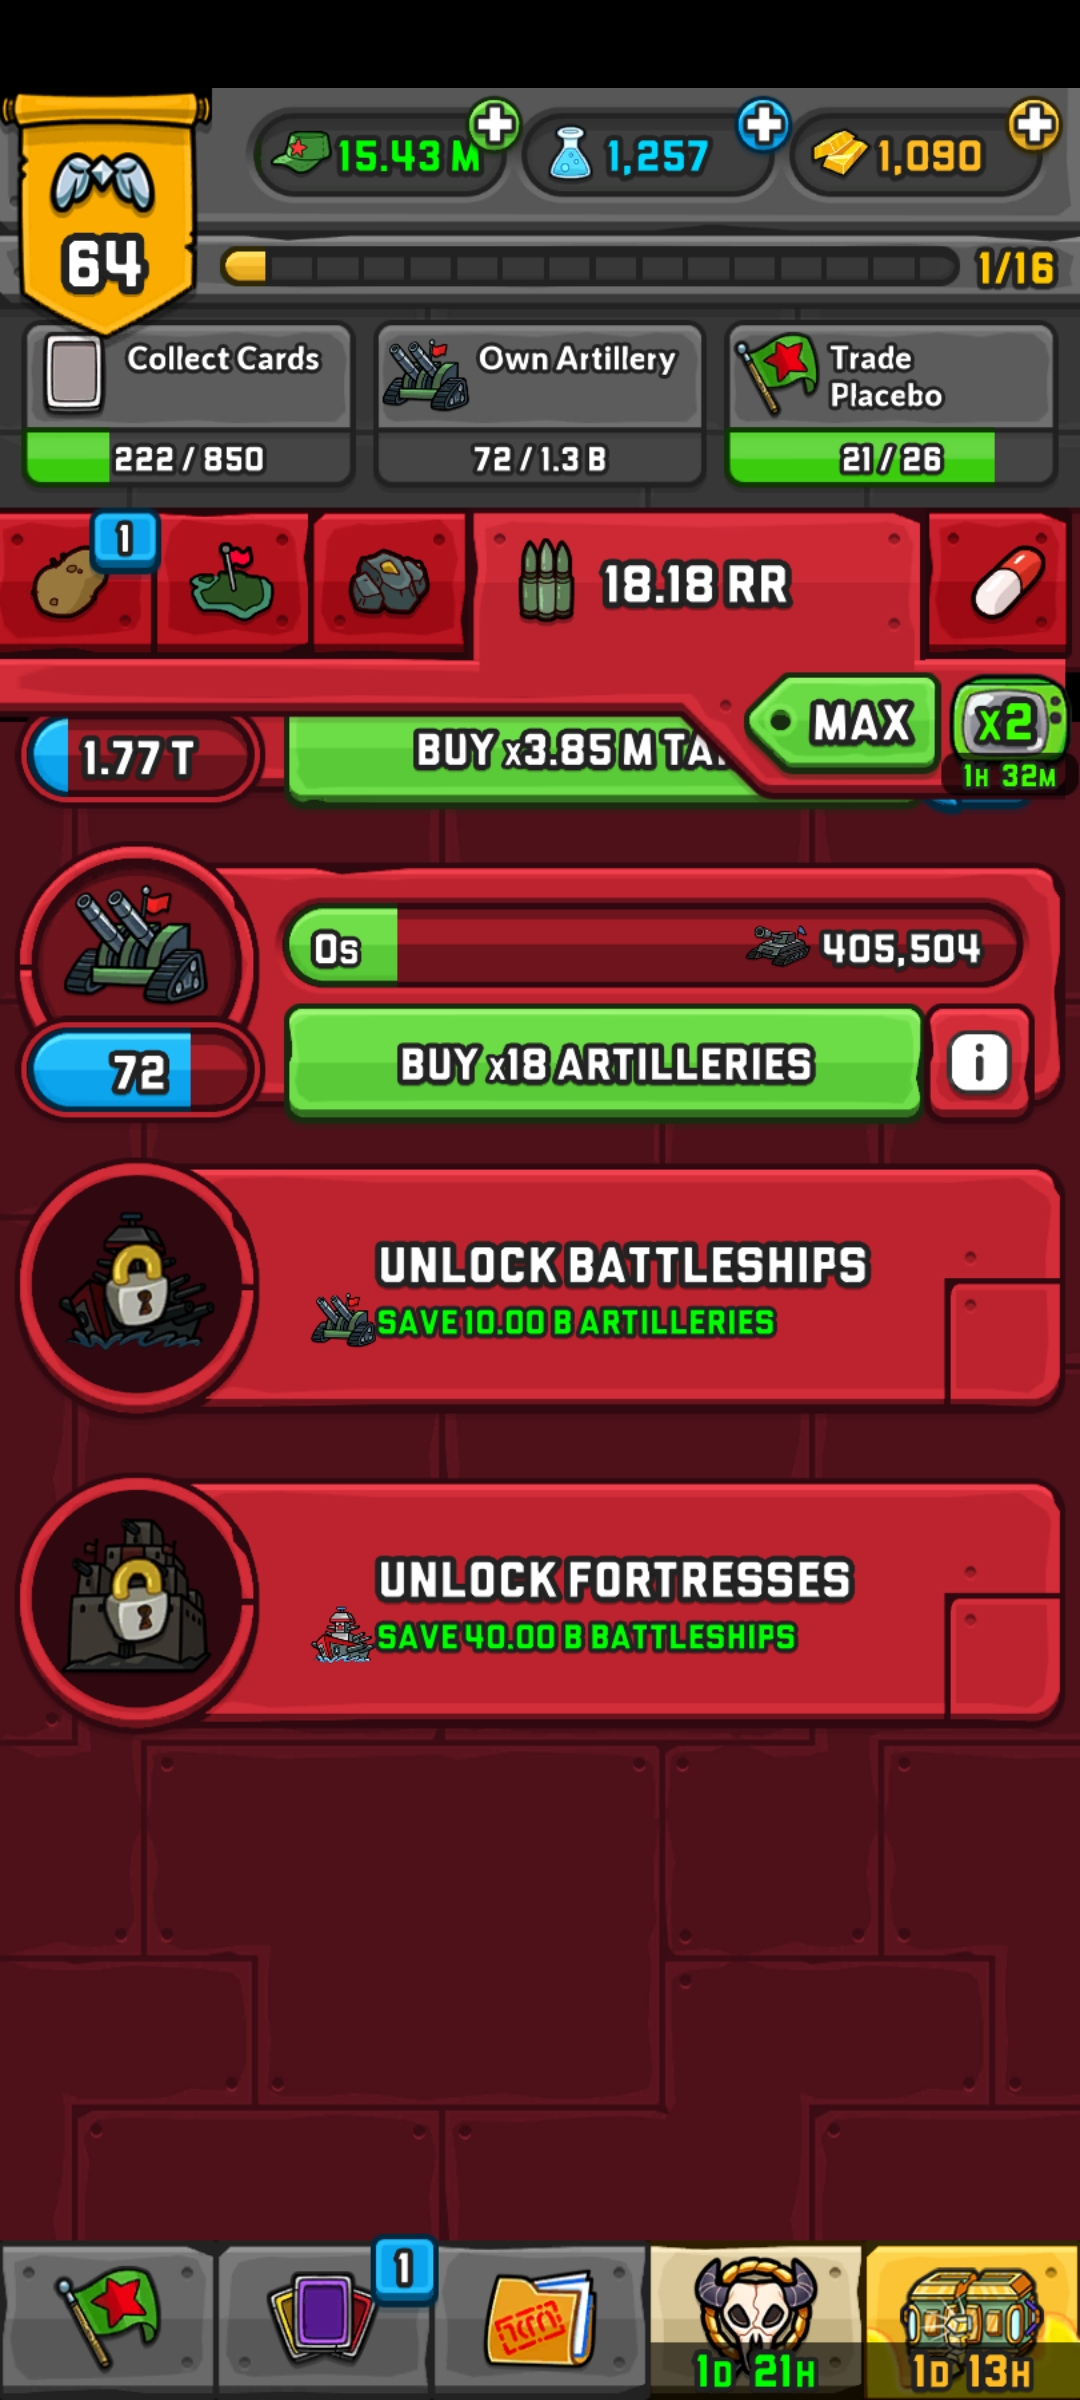 15.43 M
1,257
1,090
64
1/16
Collect Cards
222 / 850
Own Artillery
72 / 1.3 B
Trade
Placebo
21 / 26
1
18.18 RR
MAX
X2
1H 32M
1.77 T
BUY x3.85 M TA
0s
405,504
72
BUY x18 ARTILLERIES
i
UNLOCK BATTLESHIPS
SAVE 10.00 B ARTILLERIES
UNLOCK FORTRESSES
SAVE 40.00 B BATTLESHIPS
1
1D 21H
1D 13H